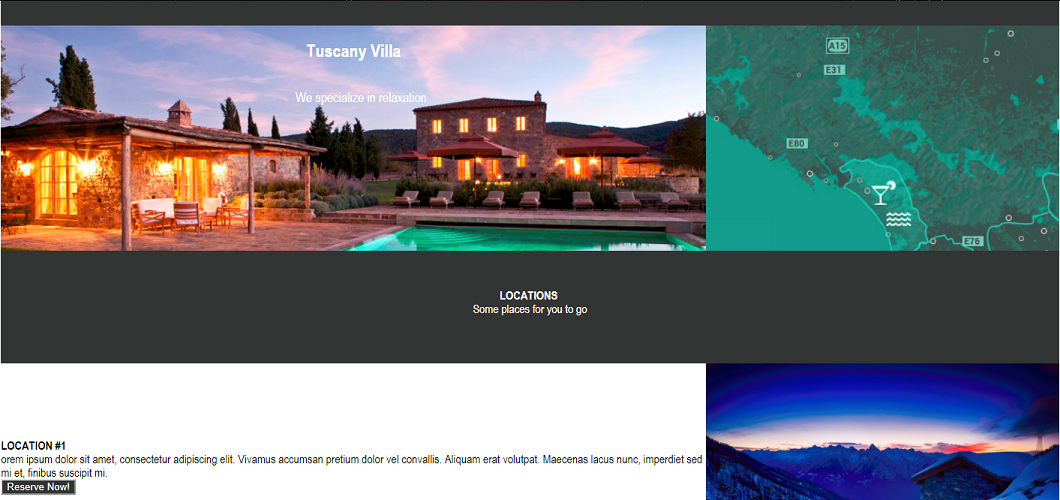 Tuscany Villa
A15
E31
We specialize in relaxation
E80
E76
LOCATIONS
Some places for you to go
LOCATION #1
orem ipsum dolor sit amet, consectetur adipiscing elit. Vivamus accumsan pretium dolor vel convallis. Aliquam erat volutpat. Maecenas lacus nunc, imperdiet sed
mi et, finibus suscipit mi.
Reserve Now!